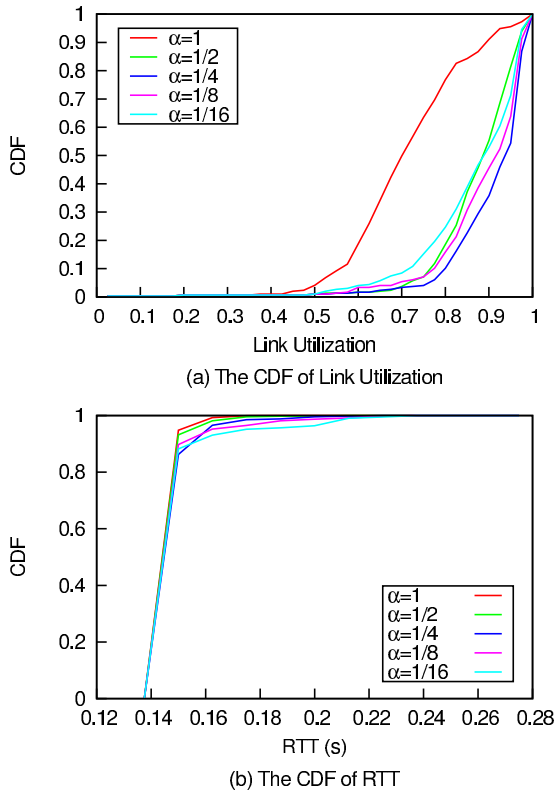 1
0.9
0.8
0.7
0.6
0.5
0.4
0.3
0.2
0.1
0
CDF
α=1
α=1/2
α=1/4
α=1/8
α=1/16
0 0.1 0.2 0.3 0.4 0.5 0.6 0.7 0.8 0.9 1
Link Utilization
(a) The CDF of Link Utilization
1
0.8
0.6
0.4
0.2
0
CDF
α=1
α=1/2
α=1/4
α=1/8
α=1/16
0.12 0.14 0.16 0.18 0.2 0.22 0.24 0.26 0.28
RTT (s)
(b) The CDF of RTT